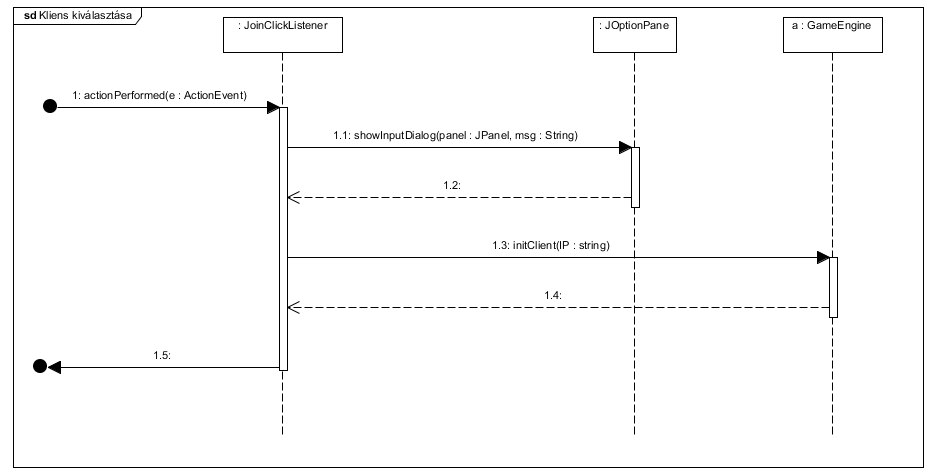 sd Kliens kiválasztása
: JoinClickListener
: JOptionPane
a : GameEngine
1: actionPerformed(e : ActionEvent)
1.1: showInputDialog(panel : JPanel, msg : String)
1.2:
1.3: initClient(IP : string)
1.4:
1.5: